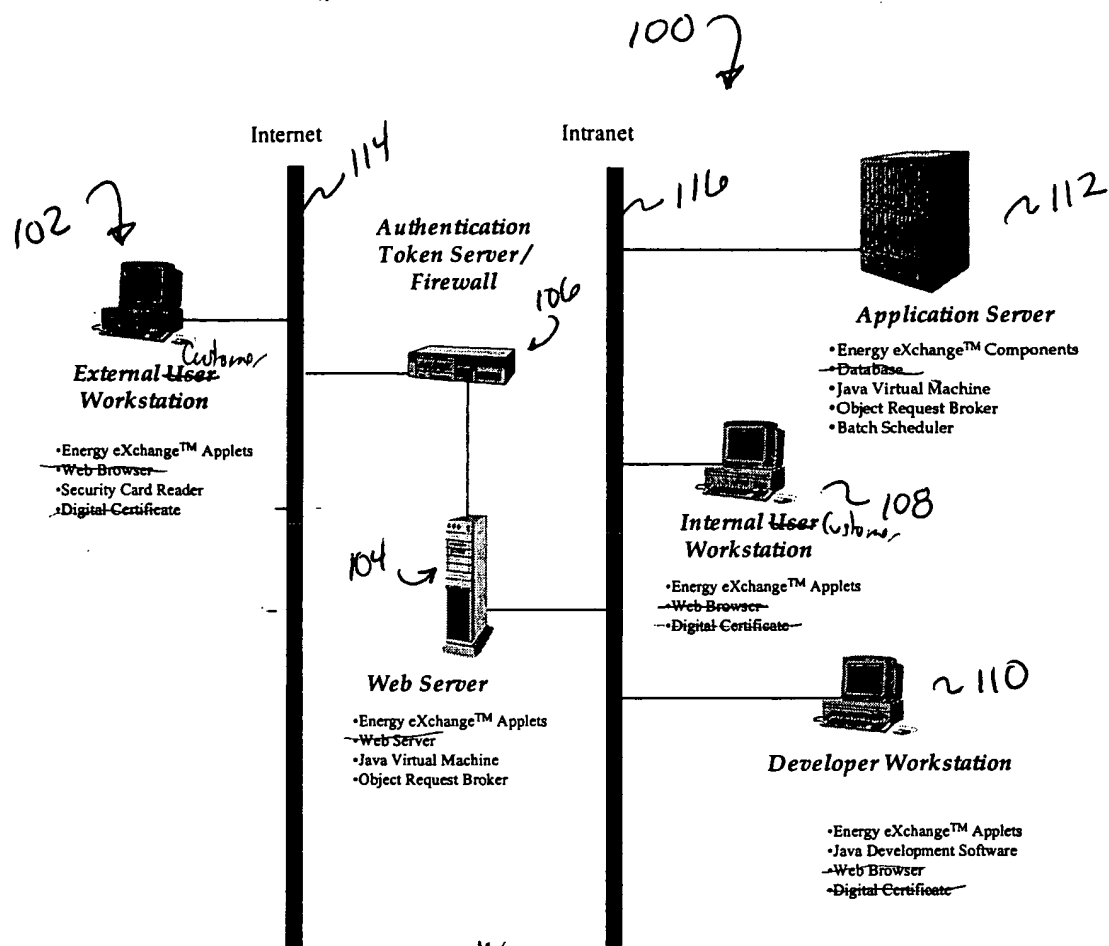 100
Internet
Intranet
114
116
112
102
Authentication
Token Server/
Firewall
106
Application Server
•Energy eXchange™ Components
•Database
•Java Virtual Machine
•Object Request Broker
•Batch Scheduler
Customer
External User
Workstation
•Energy eXchange™ Applets
•Web Browser
•Security Card Reader
•Digital Certificate
108
Internal User Customer
Workstation
•Energy eXchange™ Applets
•Web Browser
•Digital Certificate
104
Web Server
•Energy eXchange™ Applets
•Web Server
•Java Virtual Machine
•Object Request Broker
110
Developer Workstation
•Energy eXchange™ Applets
•Java Development Software
•Web Browser
•Digital Certificate